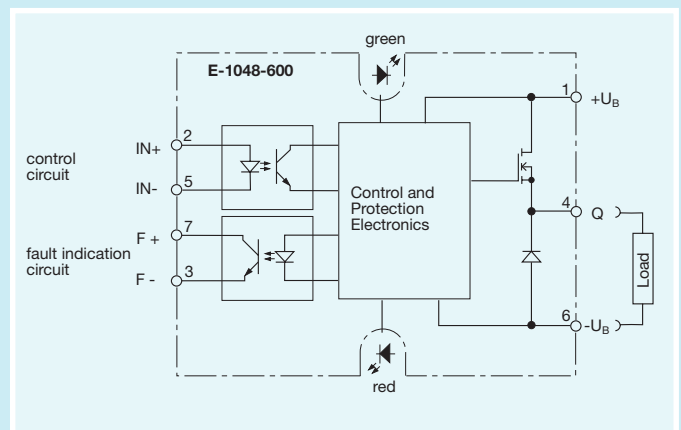 green
E-1048-600
1
+UB
control
circuit
IN+
2
IN-
5
Control and
Protection
Electronics
4
Q
fault indication
circuit
F +
7
F -
3
Load
6
-UB
red